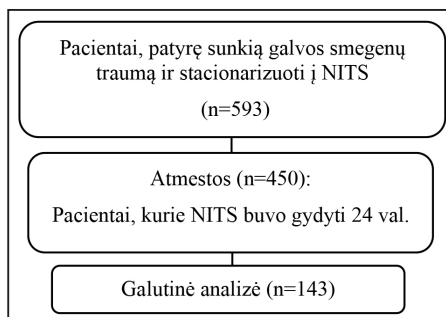 Pacientai, patyrę sunkią galvos smegenų
traumą ir stacionarizuoti į NITS
(n=593)
Atmestos (n=450):
Pacientai, kurie NITS buvo gydyti 24 val.
Galutinė analizė (n=143)